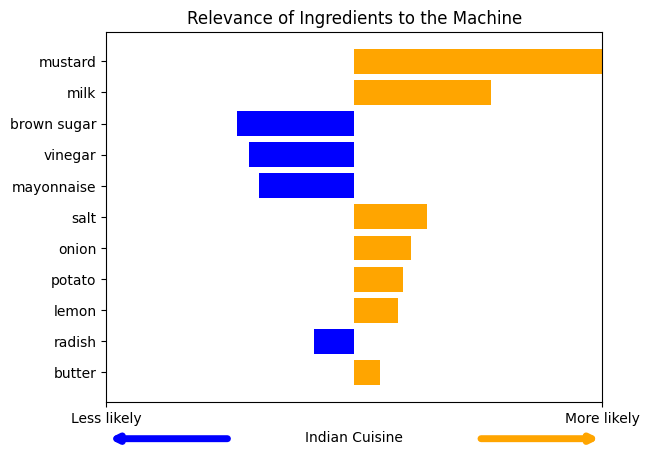 Relevance of Ingredients to the Machine
mustard
milk
brown sugar
vinegar
mayonnaise
salt
onion
potato
lemon
radish
butter
Less likely
More likely
Indian Cuisine